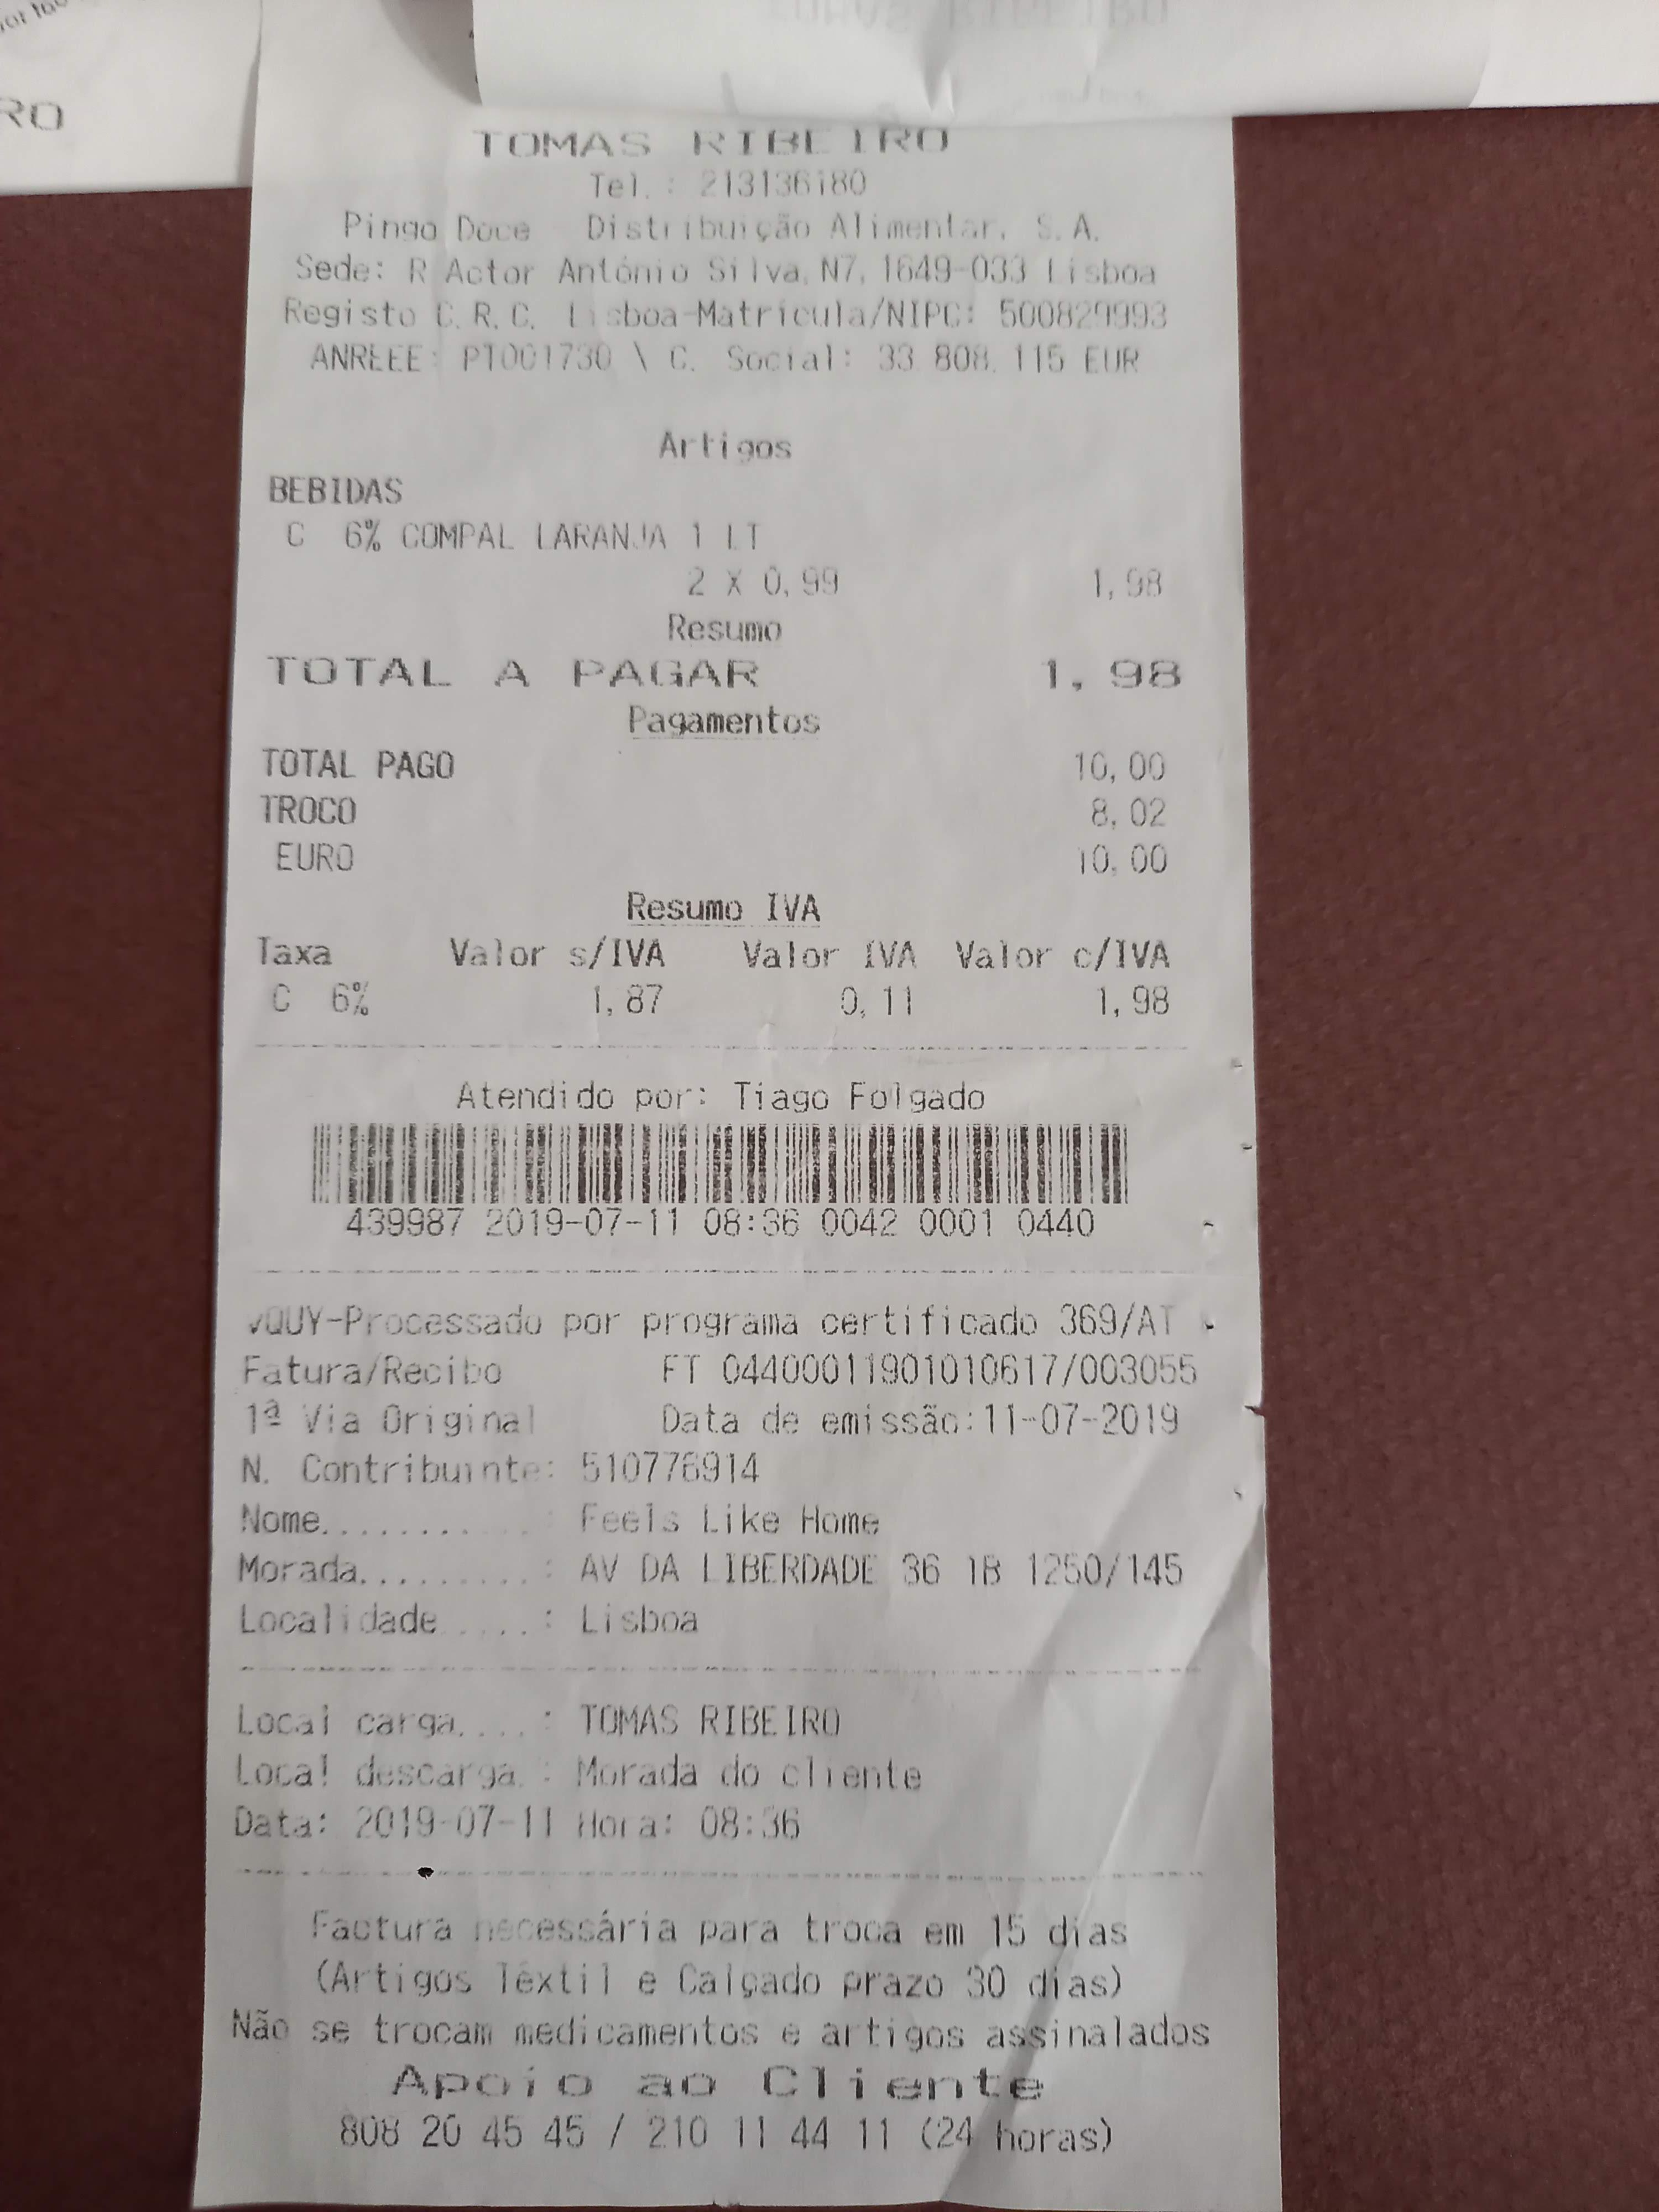 RO
TOMAS RIBEIRO
Tel. : 213136180
Pingo Doce Distribuição Alimentar, S.A.
Sede: R Actor António Silva, N7, 1649-033 Lisboa
Registo C.R.C. Lisboa-Matrícula/NIPC: 500829993
ANREEE: PT001730 \ C. Social: 33.808.115 EUR
Artigos
BEBIDAS
C 6% COMPAL LARANJA 1 LT
2 X 0,99 1,98
Resumo
TOTAL A PAGAR 1,98
Pagamentos
TOTAL PAGO 10,00
TROCO 8,02
EURO 10,00
Resumo IVA
Taxa Valor s/IVA Valor IVA Valor c/IVA
C 6% 1,87 0,11 1,98
Atendido por: Tiago Folgado
439987 2019-07-11 08:36 0042 0001 0440
vQUY-Processado por programa certificado 369/AT
Fatura/Recibo FT 04400011901010617/003055
1ª Via Original Data de emissão:11-07-2019
N. Contribuinte: 510776914
Nome...........: Feels Like Home
Morada.........: AV DA LIBERDADE 36 1B 1250/145
Localidade.....: Lisboa
Local carga....: TOMAS RIBEIRO
Local descarga.: Morada do cliente
Data: 2019-07-11 Hora: 08:36
Factura necessária para troca em 15 dias
(Artigos Têxtil e Calçado prazo 30 dias)
Não se trocam medicamentos e artigos assinalados
Apoio ao Cliente
808 20 45 45 / 210 11 44 11 (24 horas)